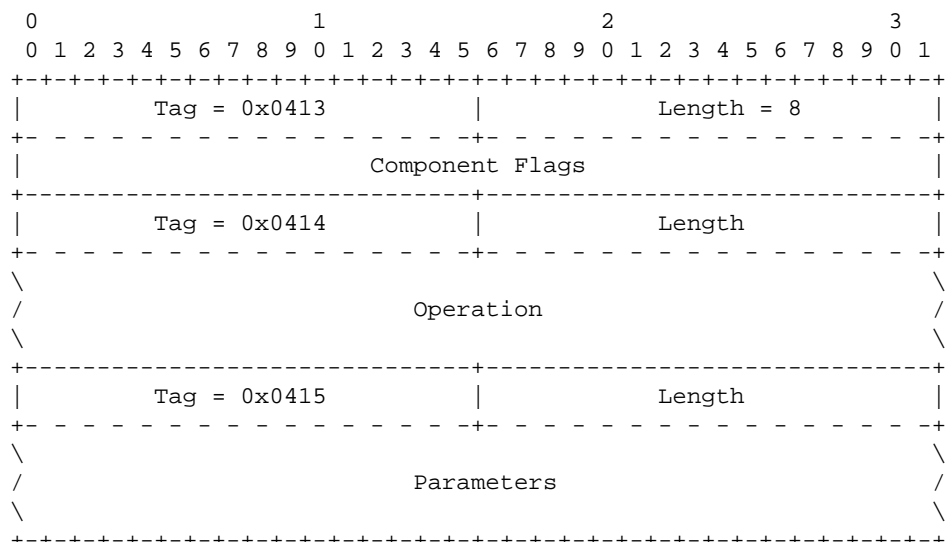 0                   1                   2                   3
 0 1 2 3 4 5 6 7 8 9 0 1 2 3 4 5 6 7 8 9 0 1 2 3 4 5 6 7 8 9 0 1
+-+-+-+-+-+-+-+-+-+-+-+-+-+-+-+-+-+-+-+-+-+-+-+-+-+-+-+-+-+-+-+-+
|         Tag = 0x0413          |            Length = 8         |
+- - - - - - - - - - - - - - - -+- - - - - - - - - - - - - - - -+
|                        Component Flags                        |
+-------------------------------+-------------------------------+
|         Tag = 0x0414          |            Length             |
+- - - - - - - - - - - - - - - -+- - - - - - - - - - - - - - - -+
\                                                               \
/                           Operation                           /
\                                                               \
+-------------------------------+-------------------------------+
|         Tag = 0x0415          |            Length             |
+- - - - - - - - - - - - - - - -+- - - - - - - - - - - - - - - -+
\                                                               \
/                           Parameters                          /
\                                                               \
+-+-+-+-+-+-+-+-+-+-+-+-+-+-+-+-+-+-+-+-+-+-+-+-+-+-+-+-+-+-+-+-+